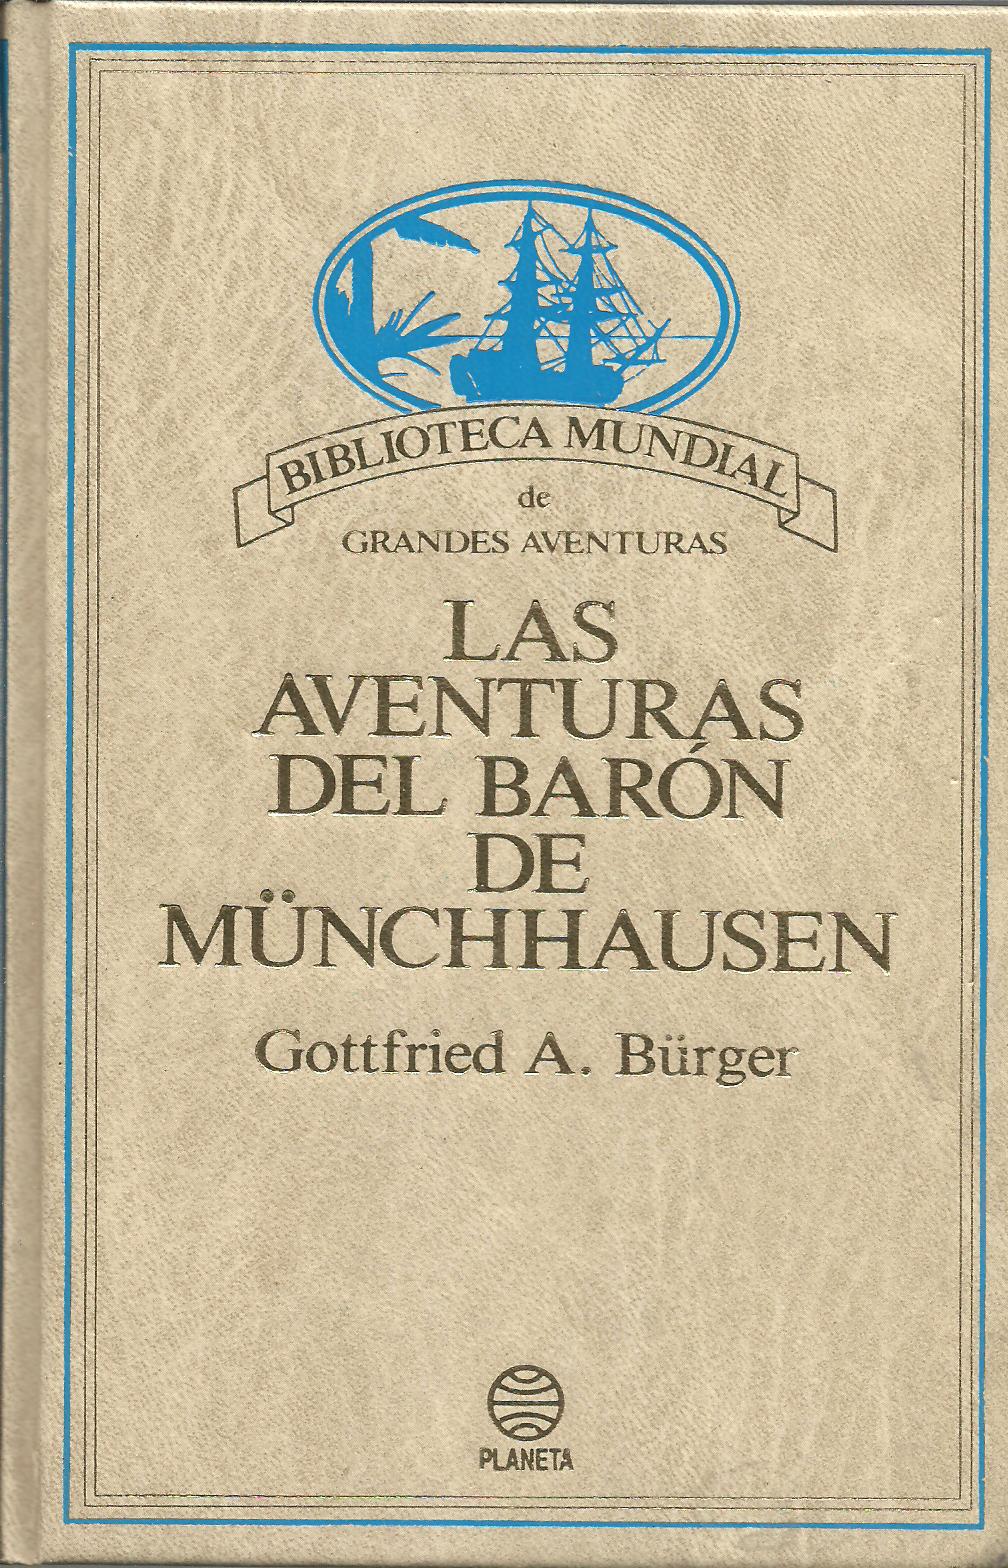 BIBLIOTECA MUNDIAL
de
GRANDES AVENTURAS
LAS
AVENTURAS
DEL BARÓN
DE
MÜNCHHAUSEN
Gottfried A. Bürger
PLANETA